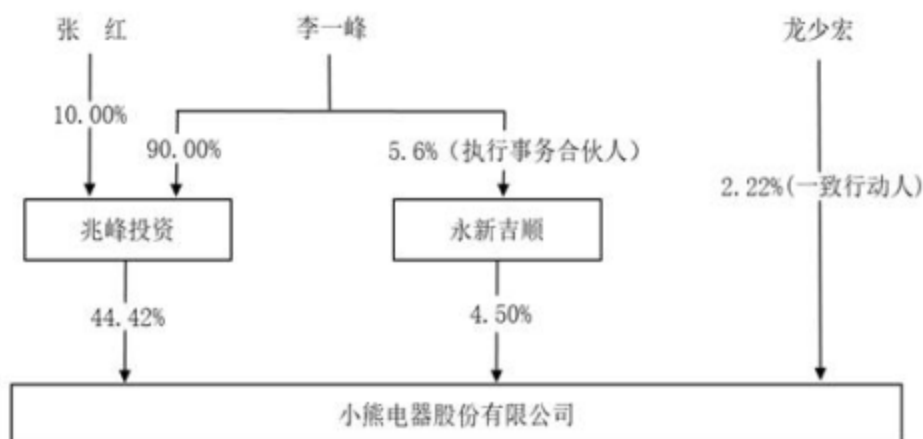 张 红
李一峰
龙少宏
10.00%
90.00%
5.6%（执行事务合伙人）
2.22%(一致行动人)
兆峰投资
永新吉顺
44.42%
4.50%
小熊电器股份有限公司